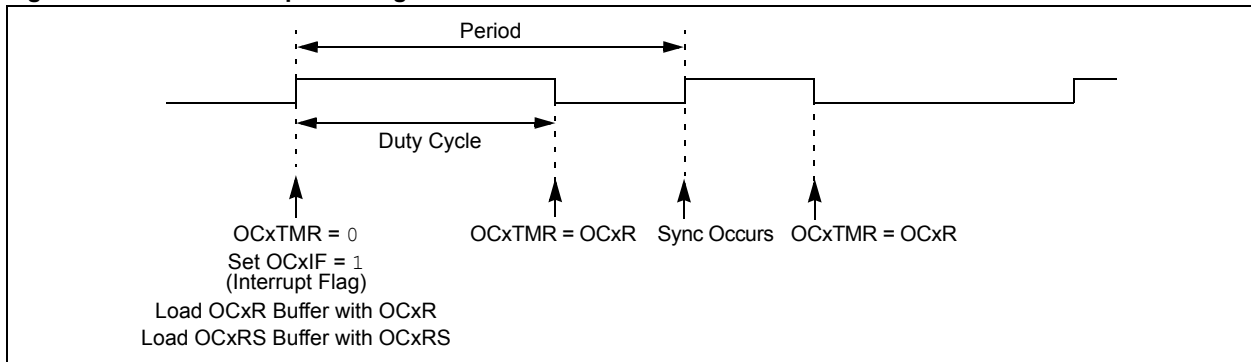 Period
Duty Cycle
OCxTMR = 0
Set OCxIF = 1
(Interrupt Flag)
Load OCxR Buffer with OCxR
Load OCxRS Buffer with OCxRS
OCxTMR = OCxR
Sync Occurs
OCxTMR = OCxR